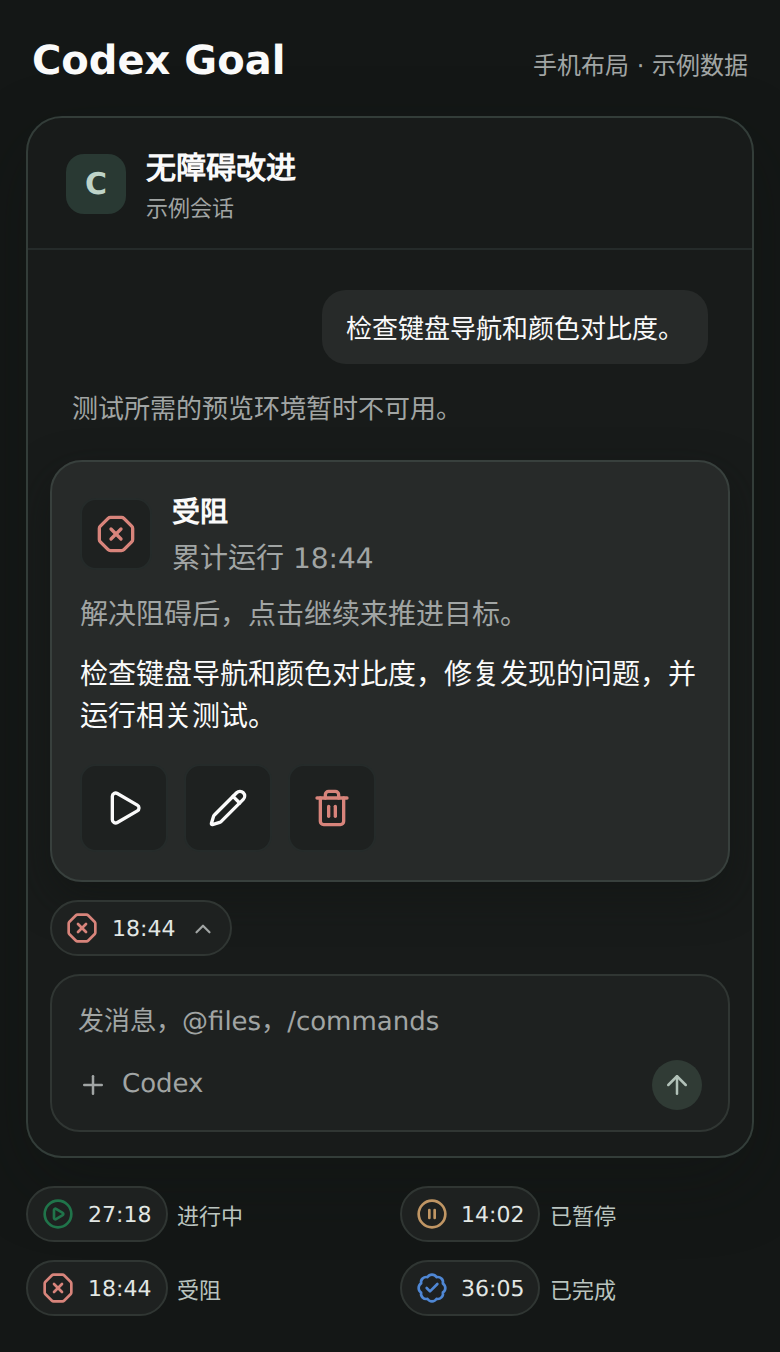 Codex Goal
手机布局 · 示例数据
C
无障碍改进
示例会话
检查键盘导航和颜色对比度。
测试所需的预览环境暂时不可用。
受阻
累计运行 18:44
解决阻碍后，点击继续来推进目标。
检查键盘导航和颜色对比度，修复发现的问题，并
运行相关测试。
18:44
发消息，@files，/commands
Codex
27:18 进行中
14:02 已暂停
18:44 受阻
36:05 已完成